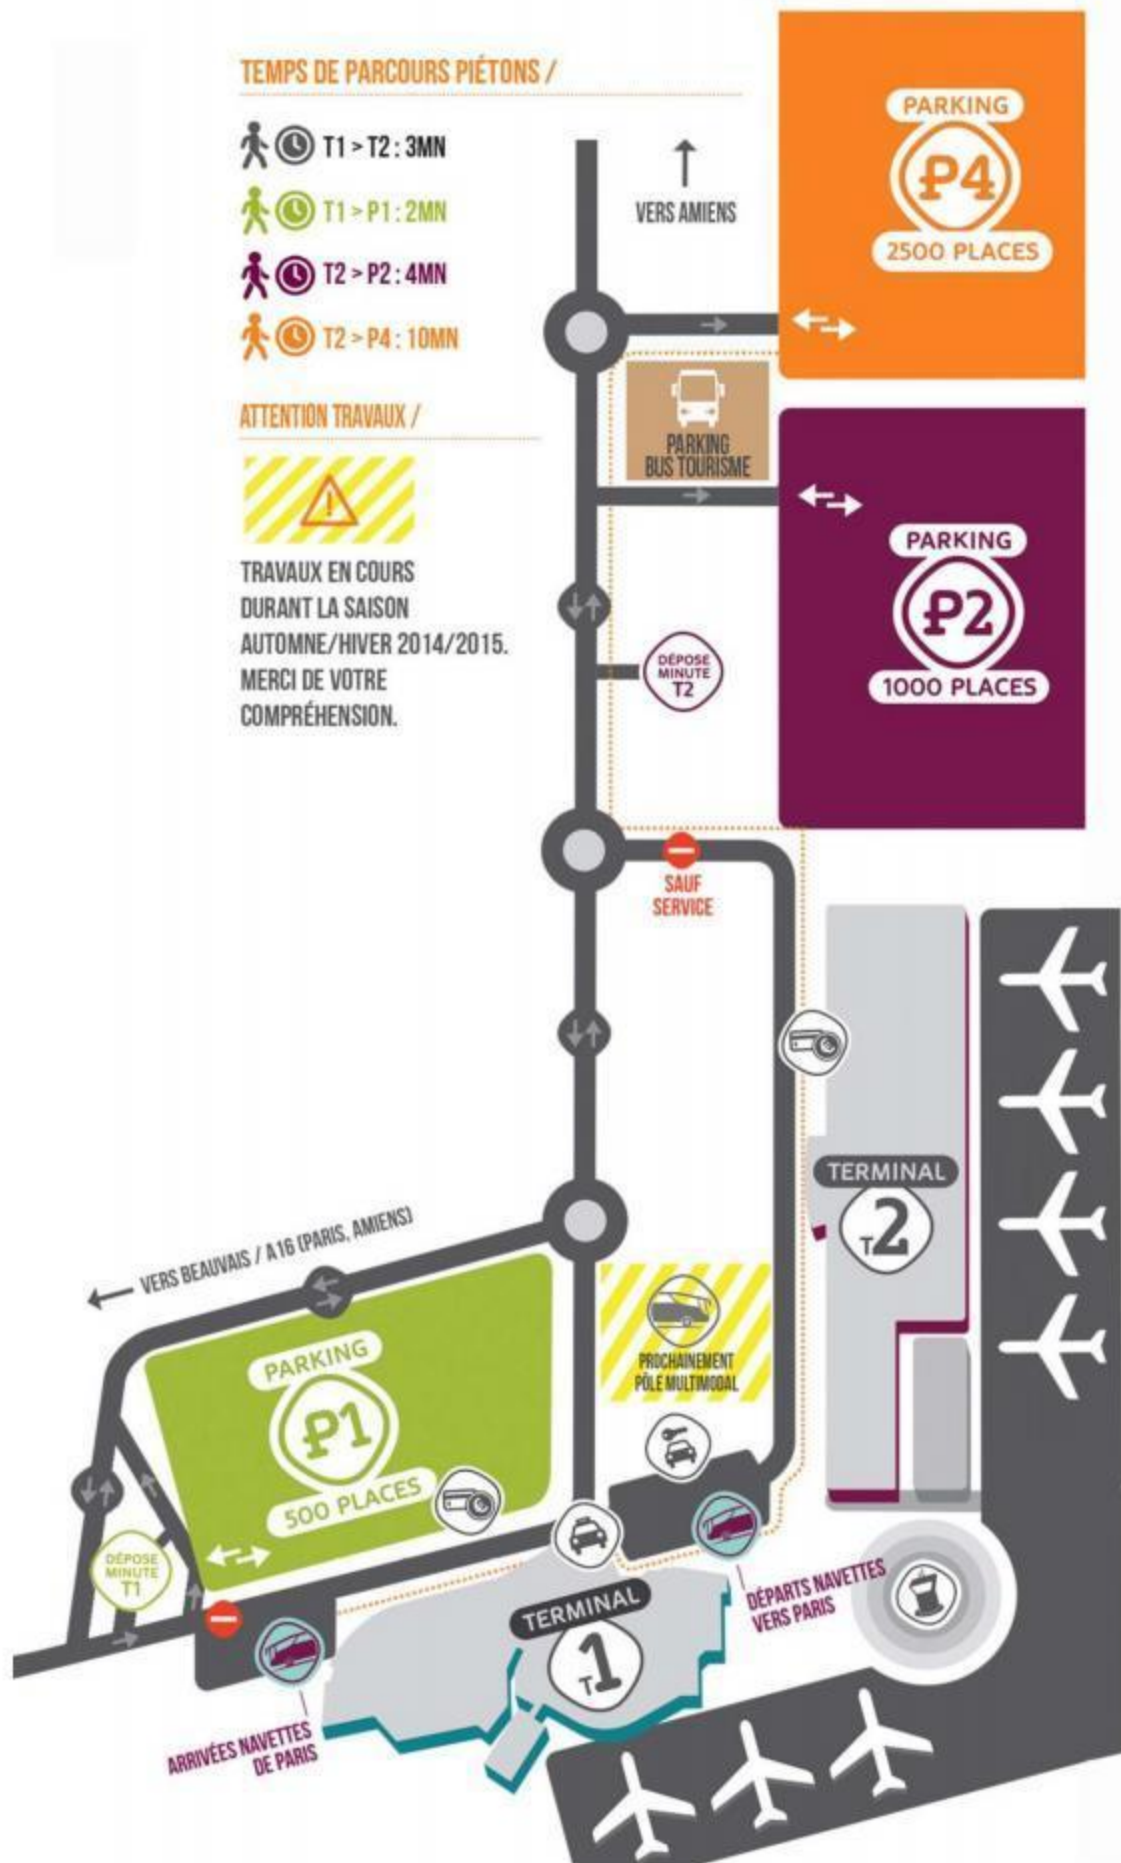 TEMPS DE PARCOURS PIÉTONS /
T1 > T2 : 3MN
T1 > P1 : 2MN
T2 > P2 : 4MN
T2 > P4 : 10MN
VERS AMIENS
PARKING
P4
2500 PLACES
ATTENTION TRAVAUX /
TRAVAUX EN COURS
DURANT LA SAISON
AUTOMNE/HIVER 2014/2015.
MERCI DE VOTRE
COMPRÉHENSION.
PARKING
BUS TOURISME
PARKING
P2
1000 PLACES
DÉPOSE
MINUTE
T2
SAUF
SERVICE
TERMINAL
T2
VERS BEAUVAIS / A16 (PARIS, AMIENS)
PROCHAINEMENT
PÔLE MULTIMODAL
PARKING
P1
500 PLACES
DÉPOSE
MINUTE
T1
TERMINAL
T1
DÉPARTS NAVETTES
VERS PARIS
ARRIVÉES NAVETTES
DE PARIS